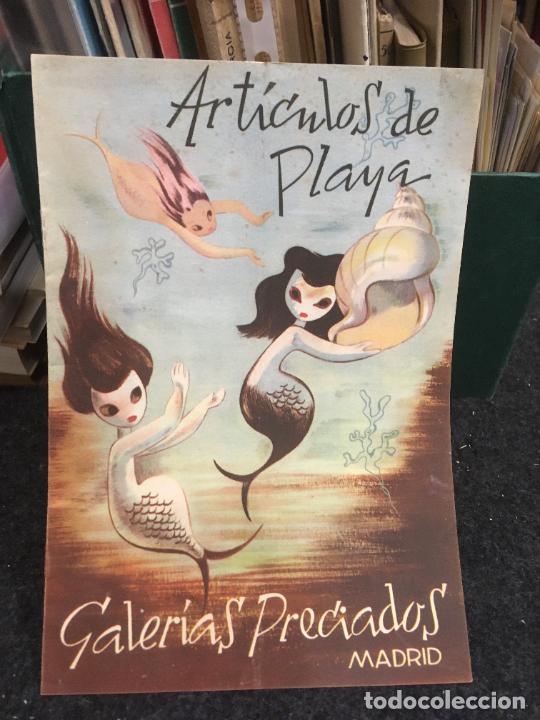 Artículos de
Playa
Galerías Preciados
MADRID
todocoleccion